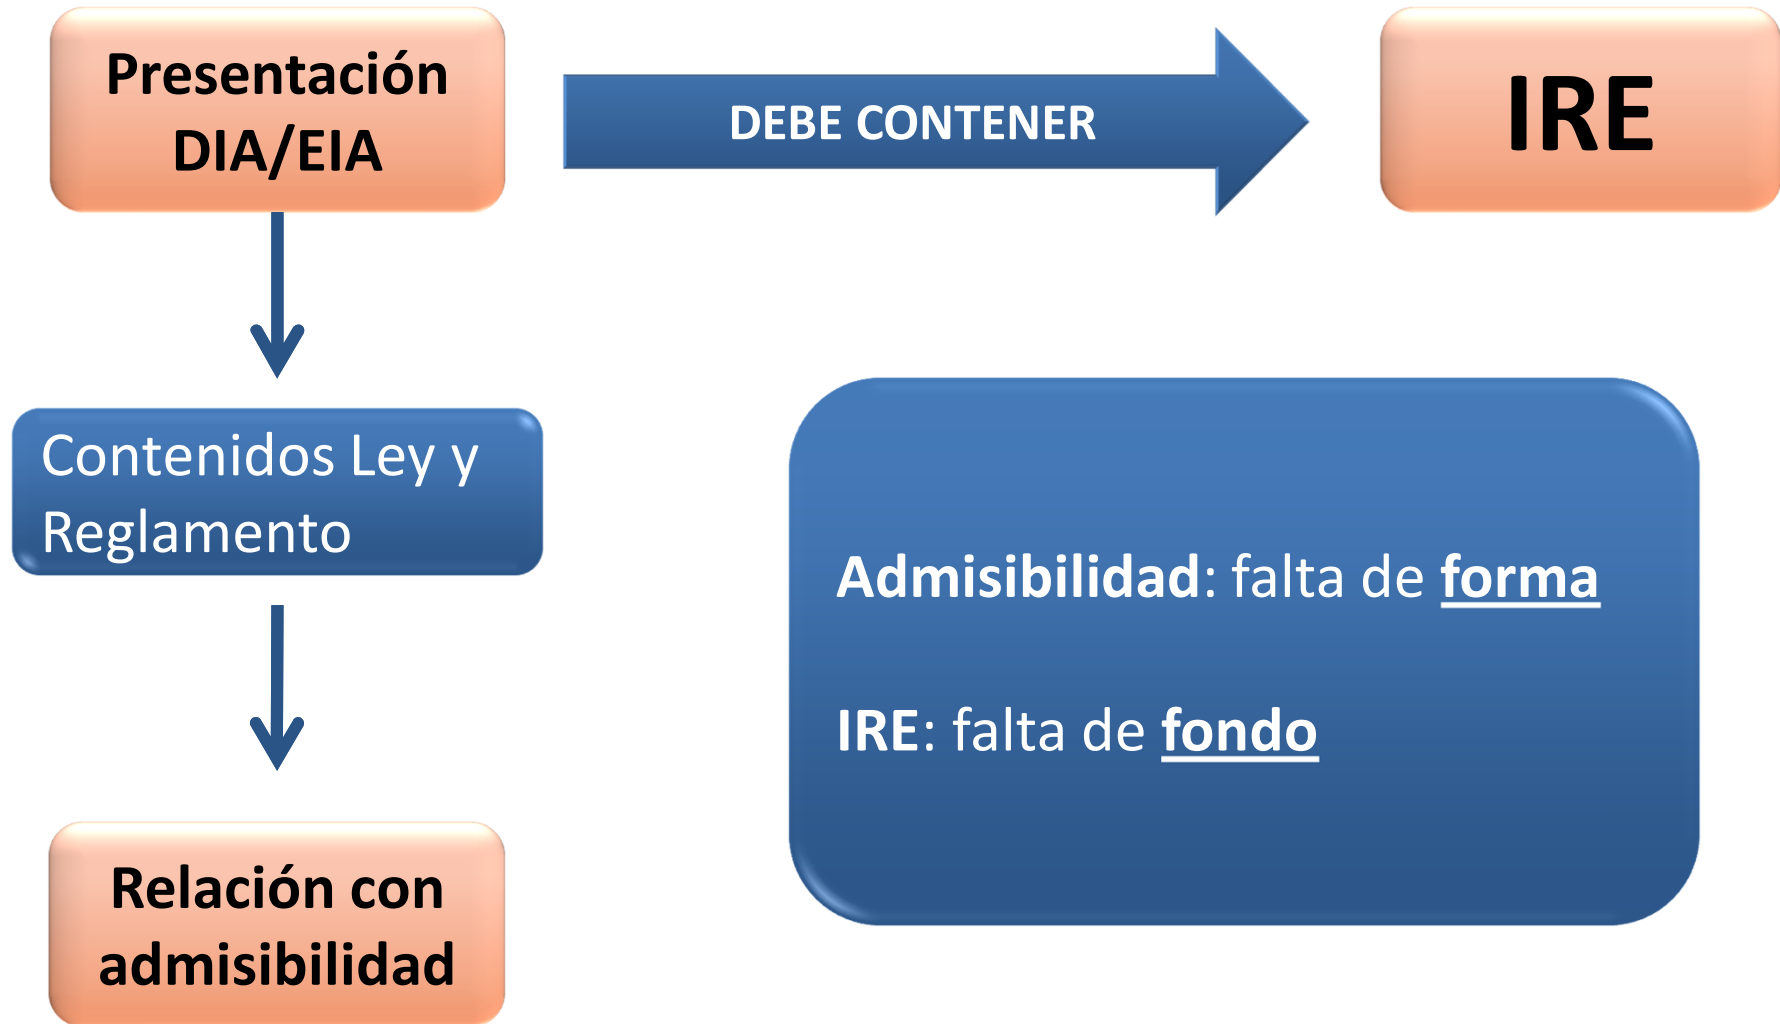 Presentación
DIA/EIA
DEBE CONTENER
IRE
Contenidos Ley y
Reglamento
Admisibilidad: falta de forma
IRE: falta de fondo
Relación con
admisibilidad